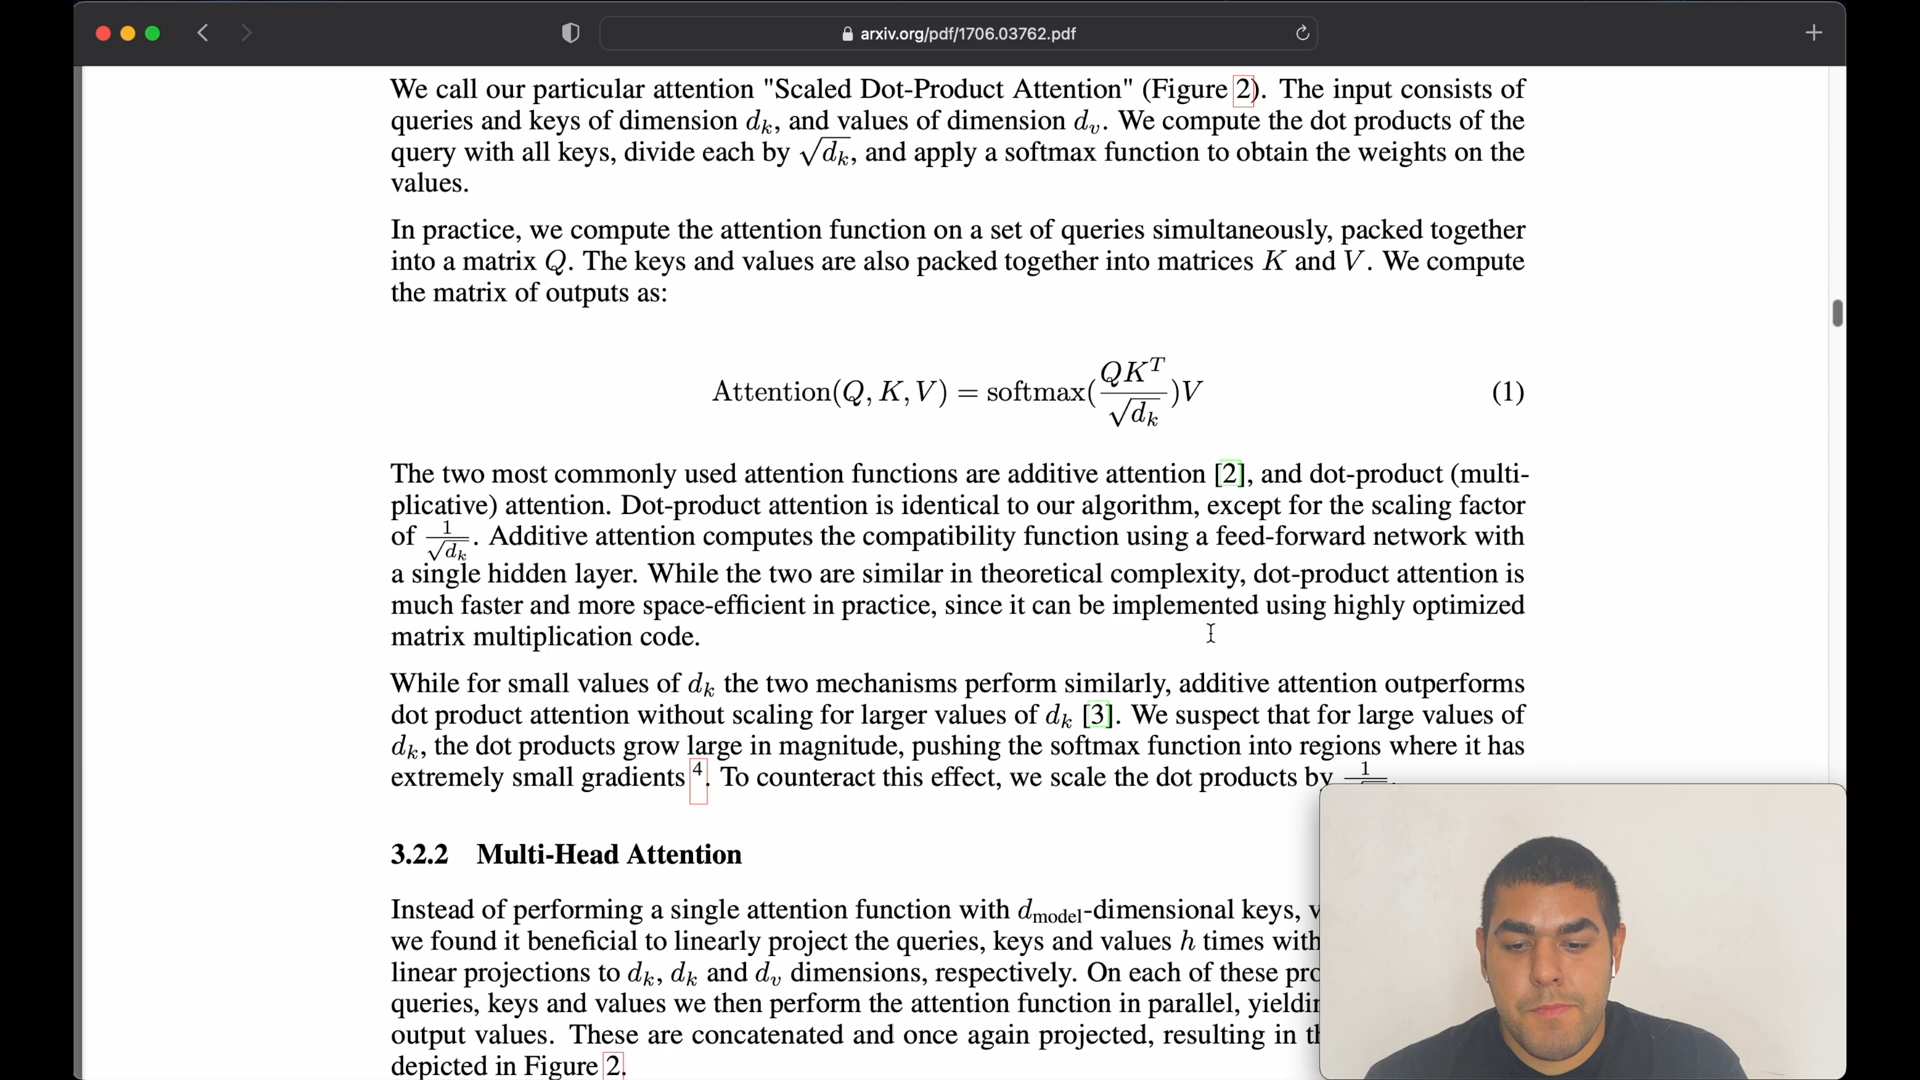 arxiv.org/pdf/1706.03762.pdf
We call our particular attention "Scaled Dot-Product Attention" (Figure 2). The input consists of
queries and keys of dimension dₖ, and values of dimension dᵥ. We compute the dot products of the
query with all keys, divide each by √dₖ, and apply a softmax function to obtain the weights on the
values.
In practice, we compute the attention function on a set of queries simultaneously, packed together
into a matrix Q. The keys and values are also packed together into matrices K and V. We compute
the matrix of outputs as:
Attention(Q, K, V) = softmax(QKᵀ/√dₖ)V (1)
The two most commonly used attention functions are additive attention [2], and dot-product (multi-
plicative) attention. Dot-product attention is identical to our algorithm, except for the scaling factor
of 1/√dₖ. Additive attention computes the compatibility function using a feed-forward network with
a single hidden layer. While the two are similar in theoretical complexity, dot-product attention is
much faster and more space-efficient in practice, since it can be implemented using highly optimized
matrix multiplication code.
While for small values of dₖ the two mechanisms perform similarly, additive attention outperforms
dot product attention without scaling for larger values of dₖ [3]. We suspect that for large values of
dₖ, the dot products grow large in magnitude, pushing the softmax function into regions where it has
extremely small gradients ⁴. To counteract this effect, we scale the dot products by 1
3.2.2 Multi-Head Attention
Instead of performing a single attention function with d_model-dimensional keys,
we found it beneficial to linearly project the queries, keys and values h times with
linear projections to dₖ, dₖ and dᵥ dimensions, respectively. On each of these
queries, keys and values we then perform the attention function in parallel,
output values. These are concatenated and once again projected, resulting in
depicted in Figure 2.